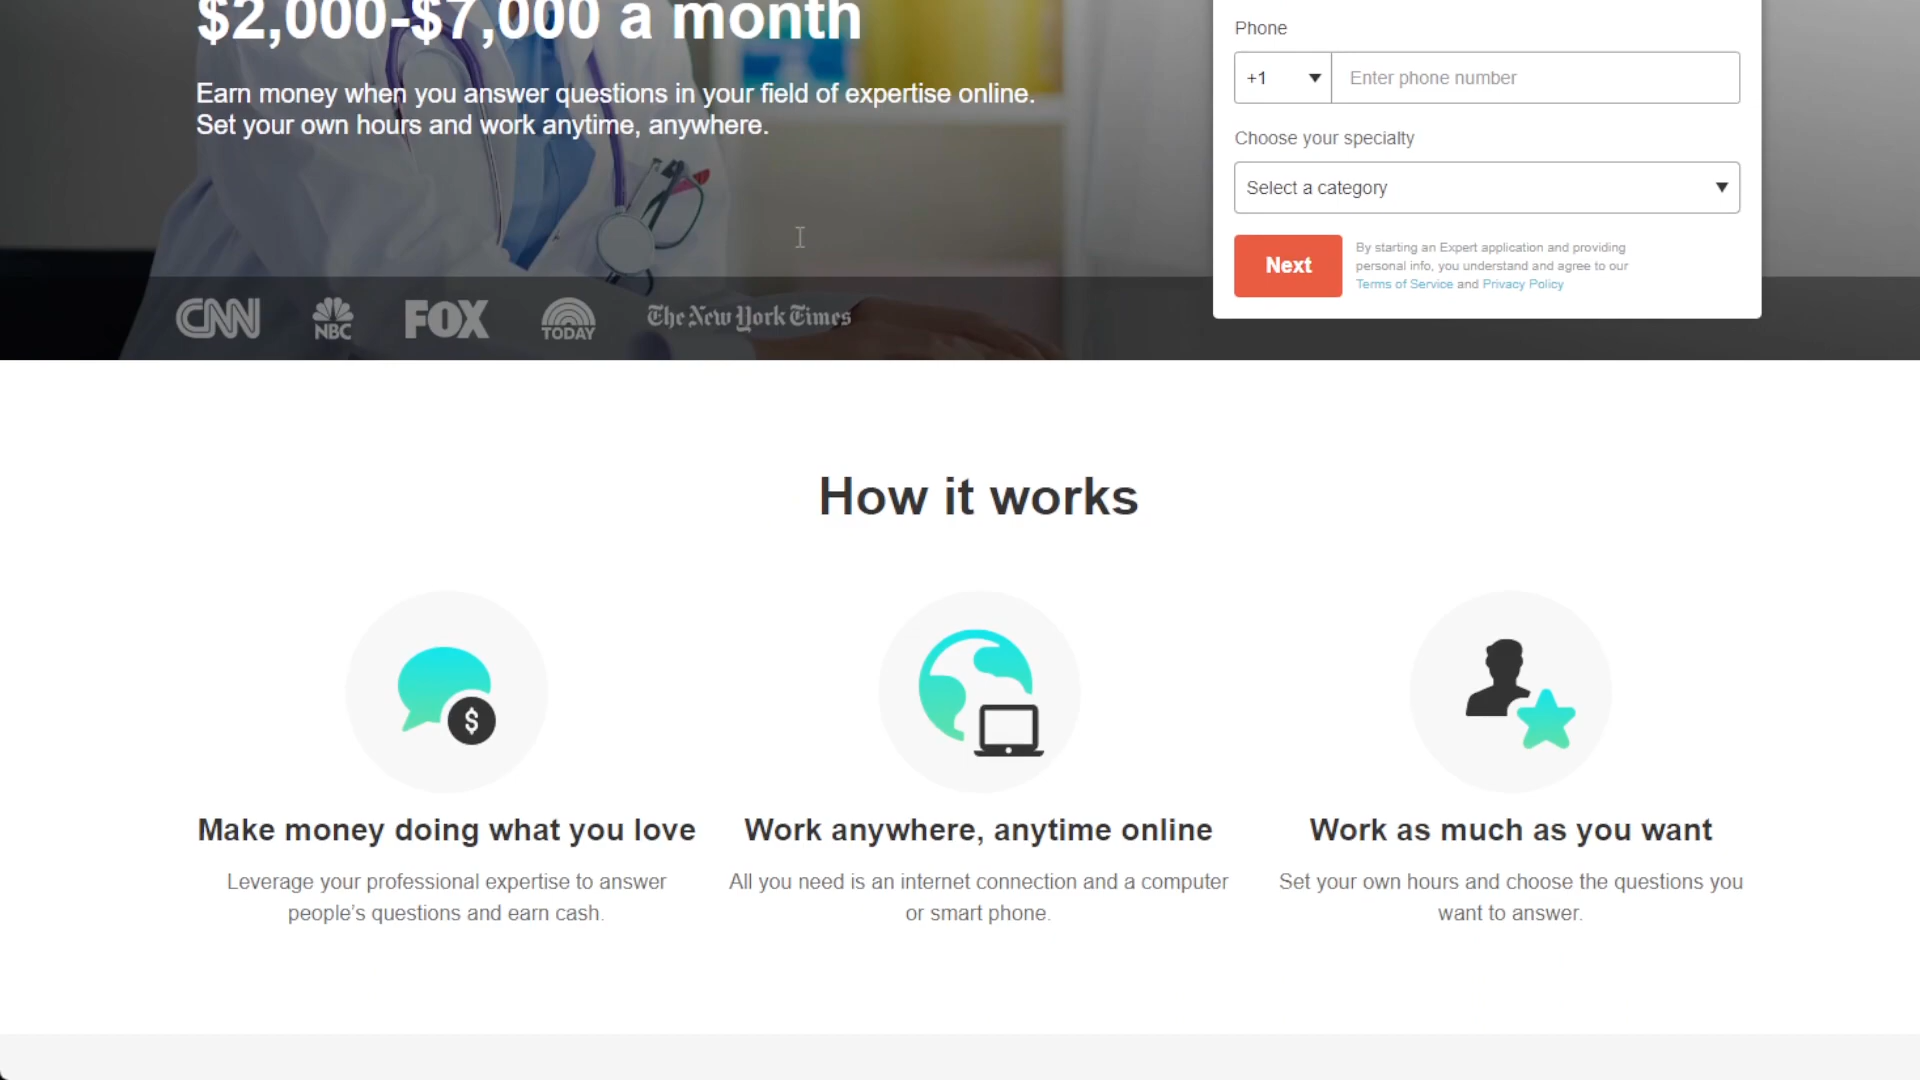 $2,000-$7,000 a month
Earn money when you answer questions in your field of expertise online.
Set your own hours and work anytime, anywhere.
CNN
NBC
FOX
TODAY
The New York Times
Phone
+1
Enter phone number
Choose your specialty
Select a category
Next
By starting an Expert application and providing
personal info, you understand and agree to our
Terms of Service and Privacy Policy
How it works
$
Make money doing what you love
Leverage your professional expertise to answer
people’s questions and earn cash.
Work anywhere, anytime online
All you need is an internet connection and a computer
or smart phone.
Work as much as you want
Set your own hours and choose the questions you
want to answer.